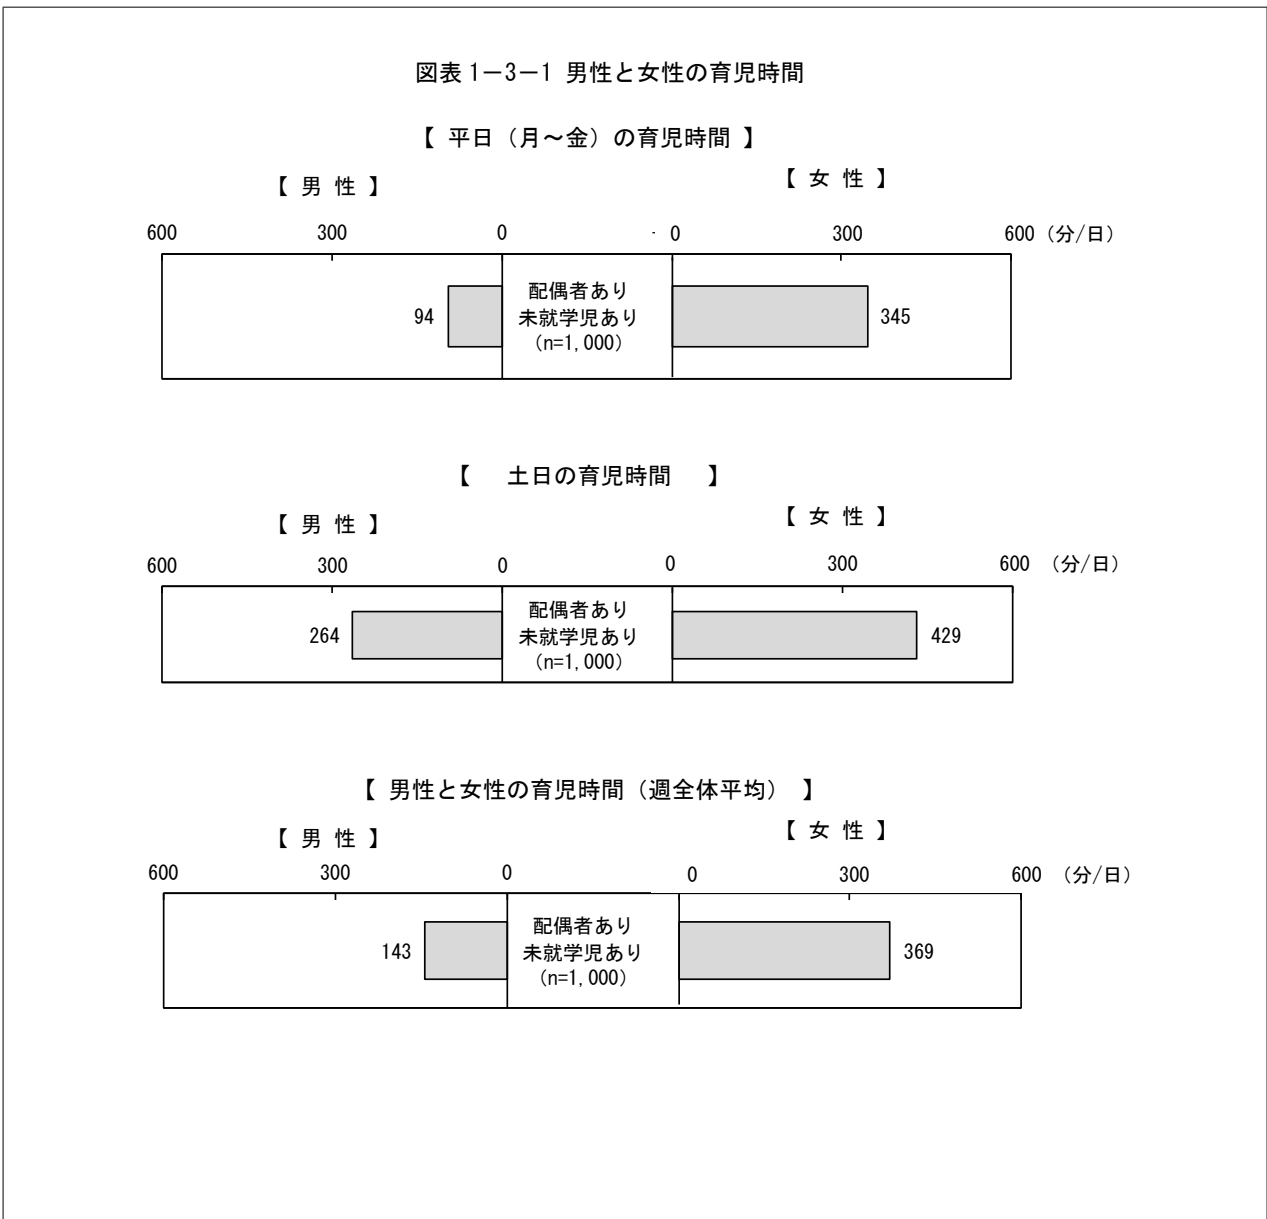 図表 1－3－1 男性と女性の育児時間
【 平日（月～金）の育児時間 】
【 男 性 】
【 女 性 】
600 300 0 0 300 600 (分/日)
94
配偶者あり
未就学児あり
(n=1,000)
345
【 土日の育児時間 】
【 男 性 】
【 女 性 】
600 300 0 0 300 600 (分/日)
264
配偶者あり
未就学児あり
(n=1,000)
429
【 男性と女性の育児時間（週全体平均） 】
【 男 性 】
【 女 性 】
600 300 0 0 300 600 (分/日)
143
配偶者あり
未就学児あり
(n=1,000)
369